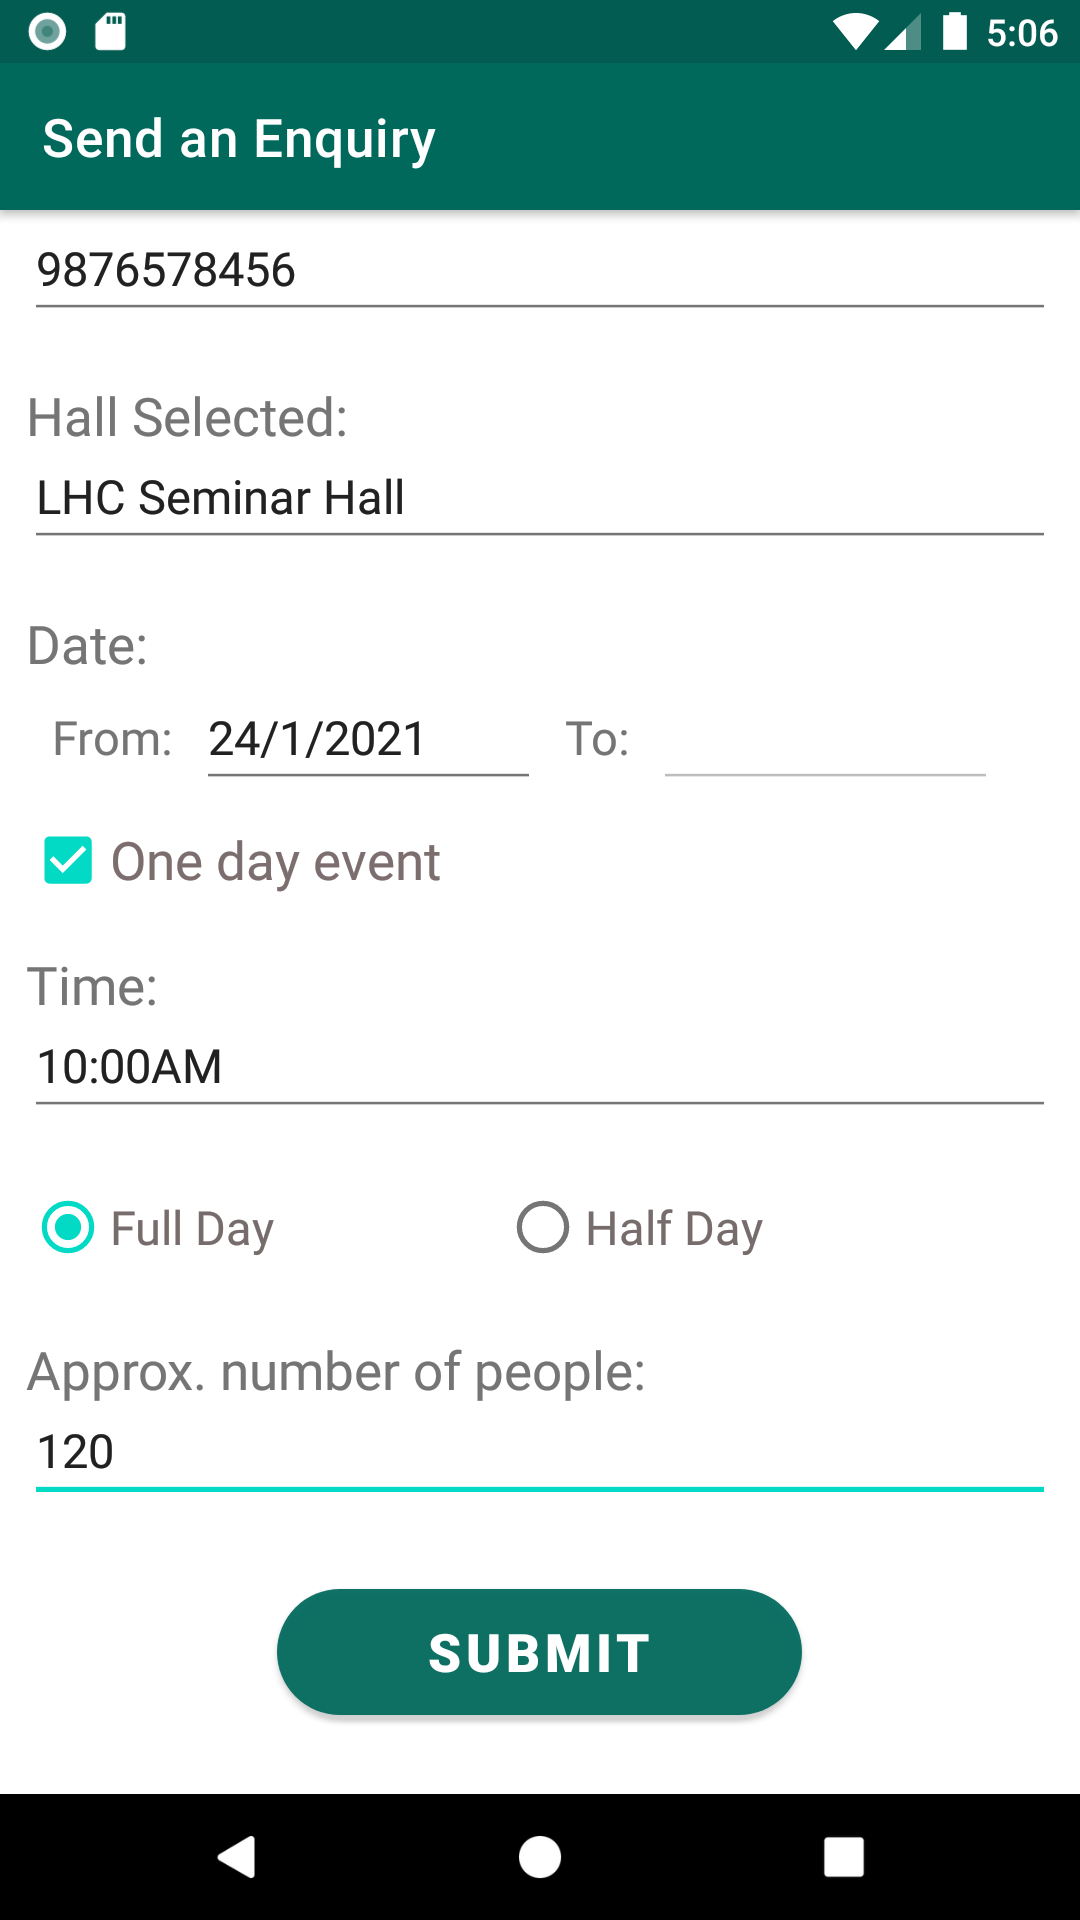 5:06
Send an Enquiry
9876578456
Hall Selected:
LHC Seminar Hall
Date:
From: 24/1/2021 To:
One day event
Time:
10:00AM
Full Day Half Day
Approx. number of people:
120
SUBMIT